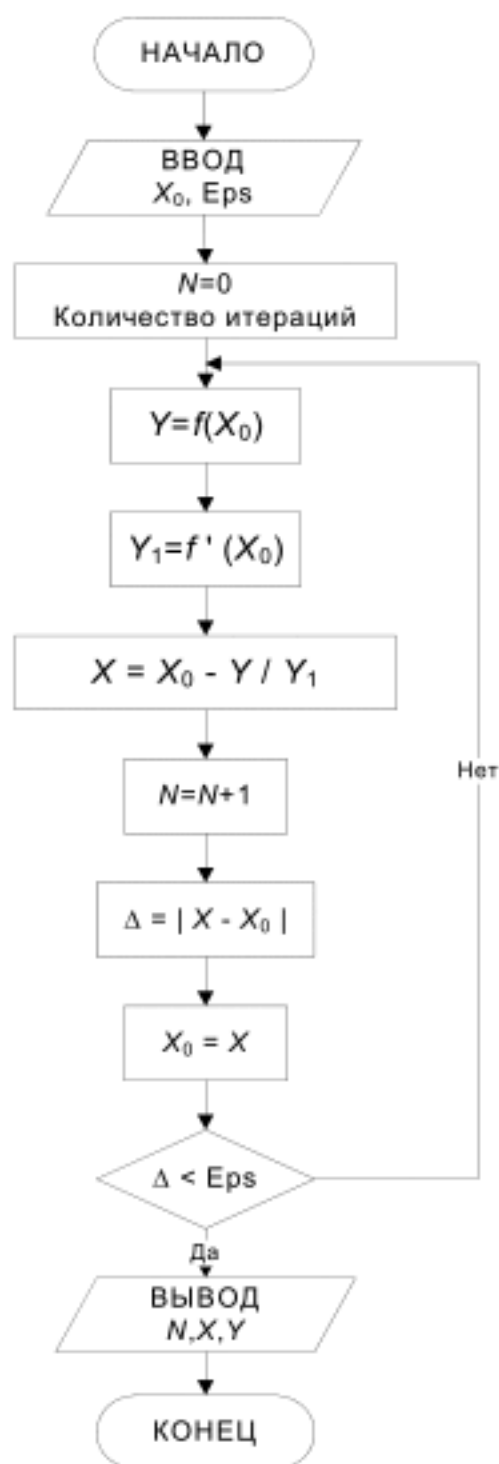 НАЧАЛО
ВВОД
X₀, Eps
N=0
Количество итераций
Y=f(X₀)
Y₁=f ' (X₀)
X = X₀ - Y / Y₁
N=N+1
Нет
Δ = | X - X₀ |
X₀ = X
Δ < Eps
Да
ВЫВОД
N,X,Y
КОНЕЦ